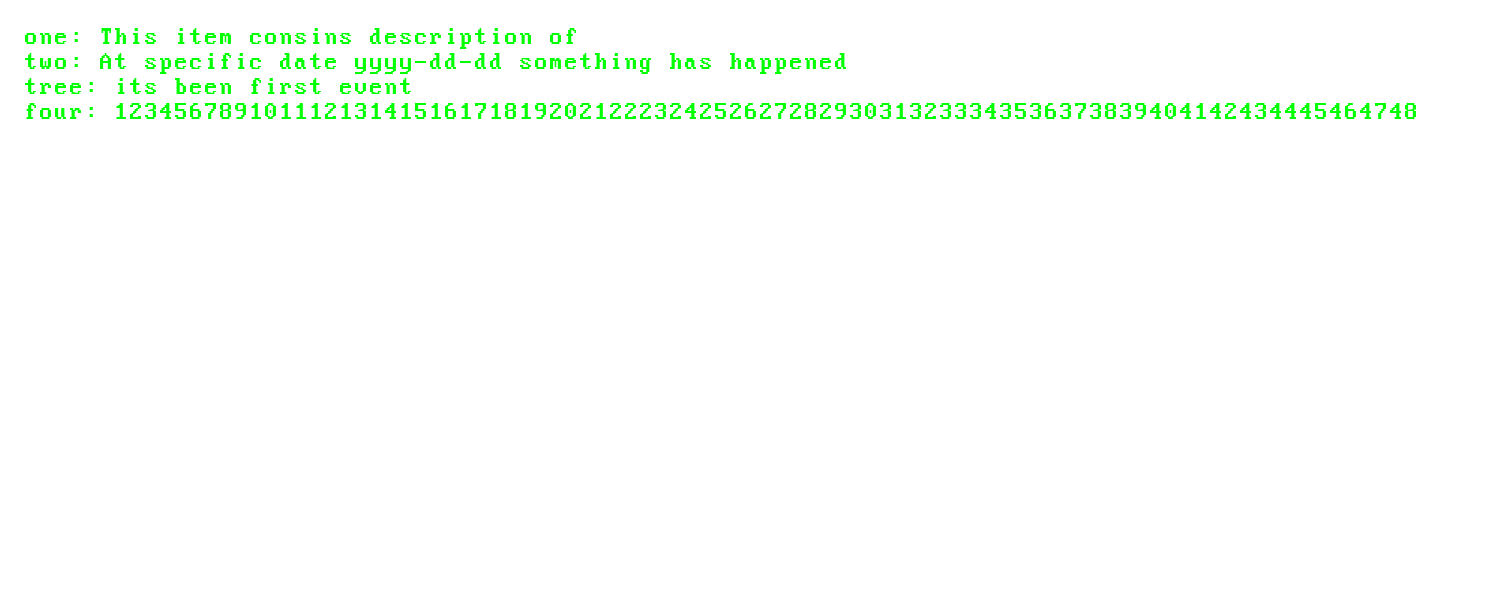 one: This item consins description of
two: At specific date yyyy-dd-dd something has happened
tree: its been first event
four: 123456789101112131415161718192021222324252627282930313233343536373839404142434445464748